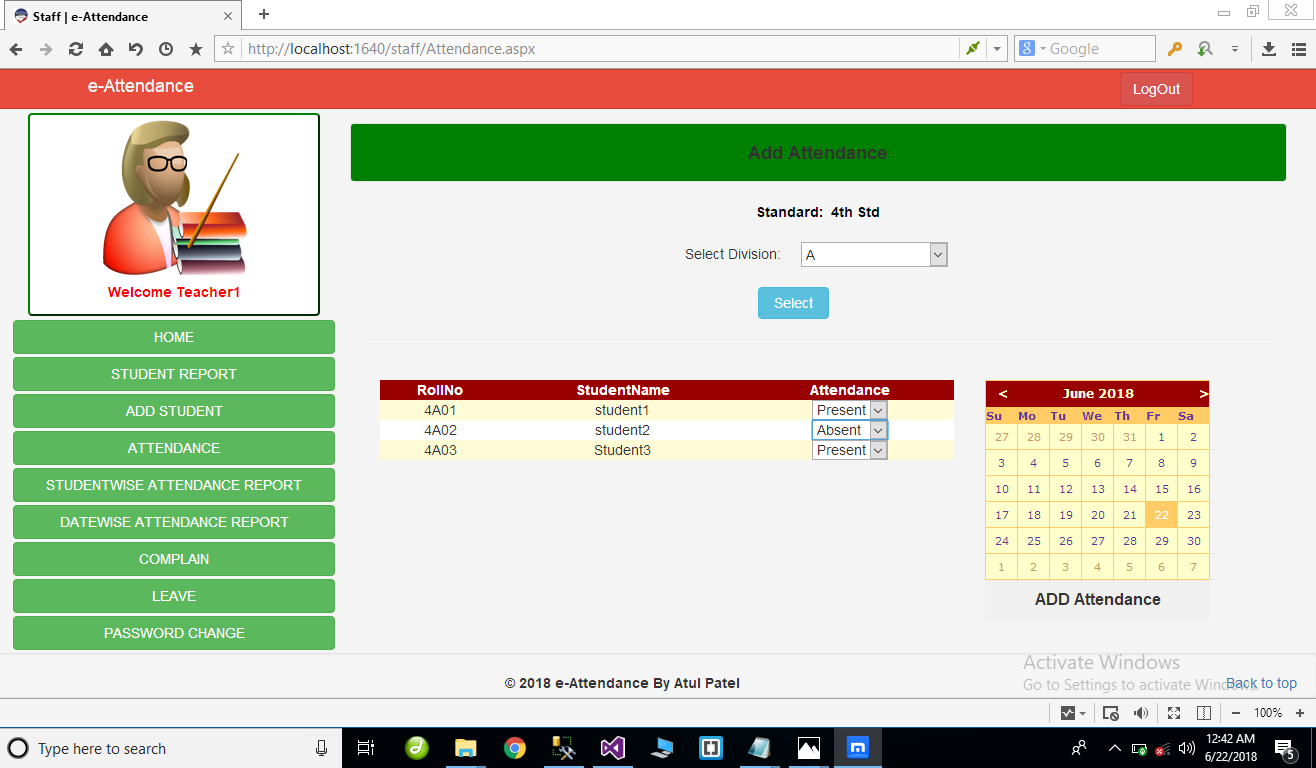 Staff | e-Attendance
http://localhost:1640/staff/Attendance.aspx
Google
e-Attendance
LogOut
Welcome Teacher1
HOME
STUDENT REPORT
ADD STUDENT
ATTENDANCE
STUDENTWISE ATTENDANCE REPORT
DATEWISE ATTENDANCE REPORT
COMPLAIN
LEAVE
PASSWORD CHANGE
Add Attendance
Standard: 4th Std
Select Division: A
Select
RollNo StudentName Attendance
4A01 student1 Present
4A02 student2 Absent
4A03 Student3 Present
< June 2018 >
Su Mo Tu We Th Fr Sa
27 28 29 30 31 1 2
3 4 5 6 7 8 9
10 11 12 13 14 15 16
17 18 19 20 21 22 23
24 25 26 27 28 29 30
1 2 3 4 5 6 7
ADD Attendance
Activate Windows
Go to Settings to activate Windows.
© 2018 e-Attendance By Atul Patel
Back to top
100%
Type here to search
12:42 AM
6/22/2018
5